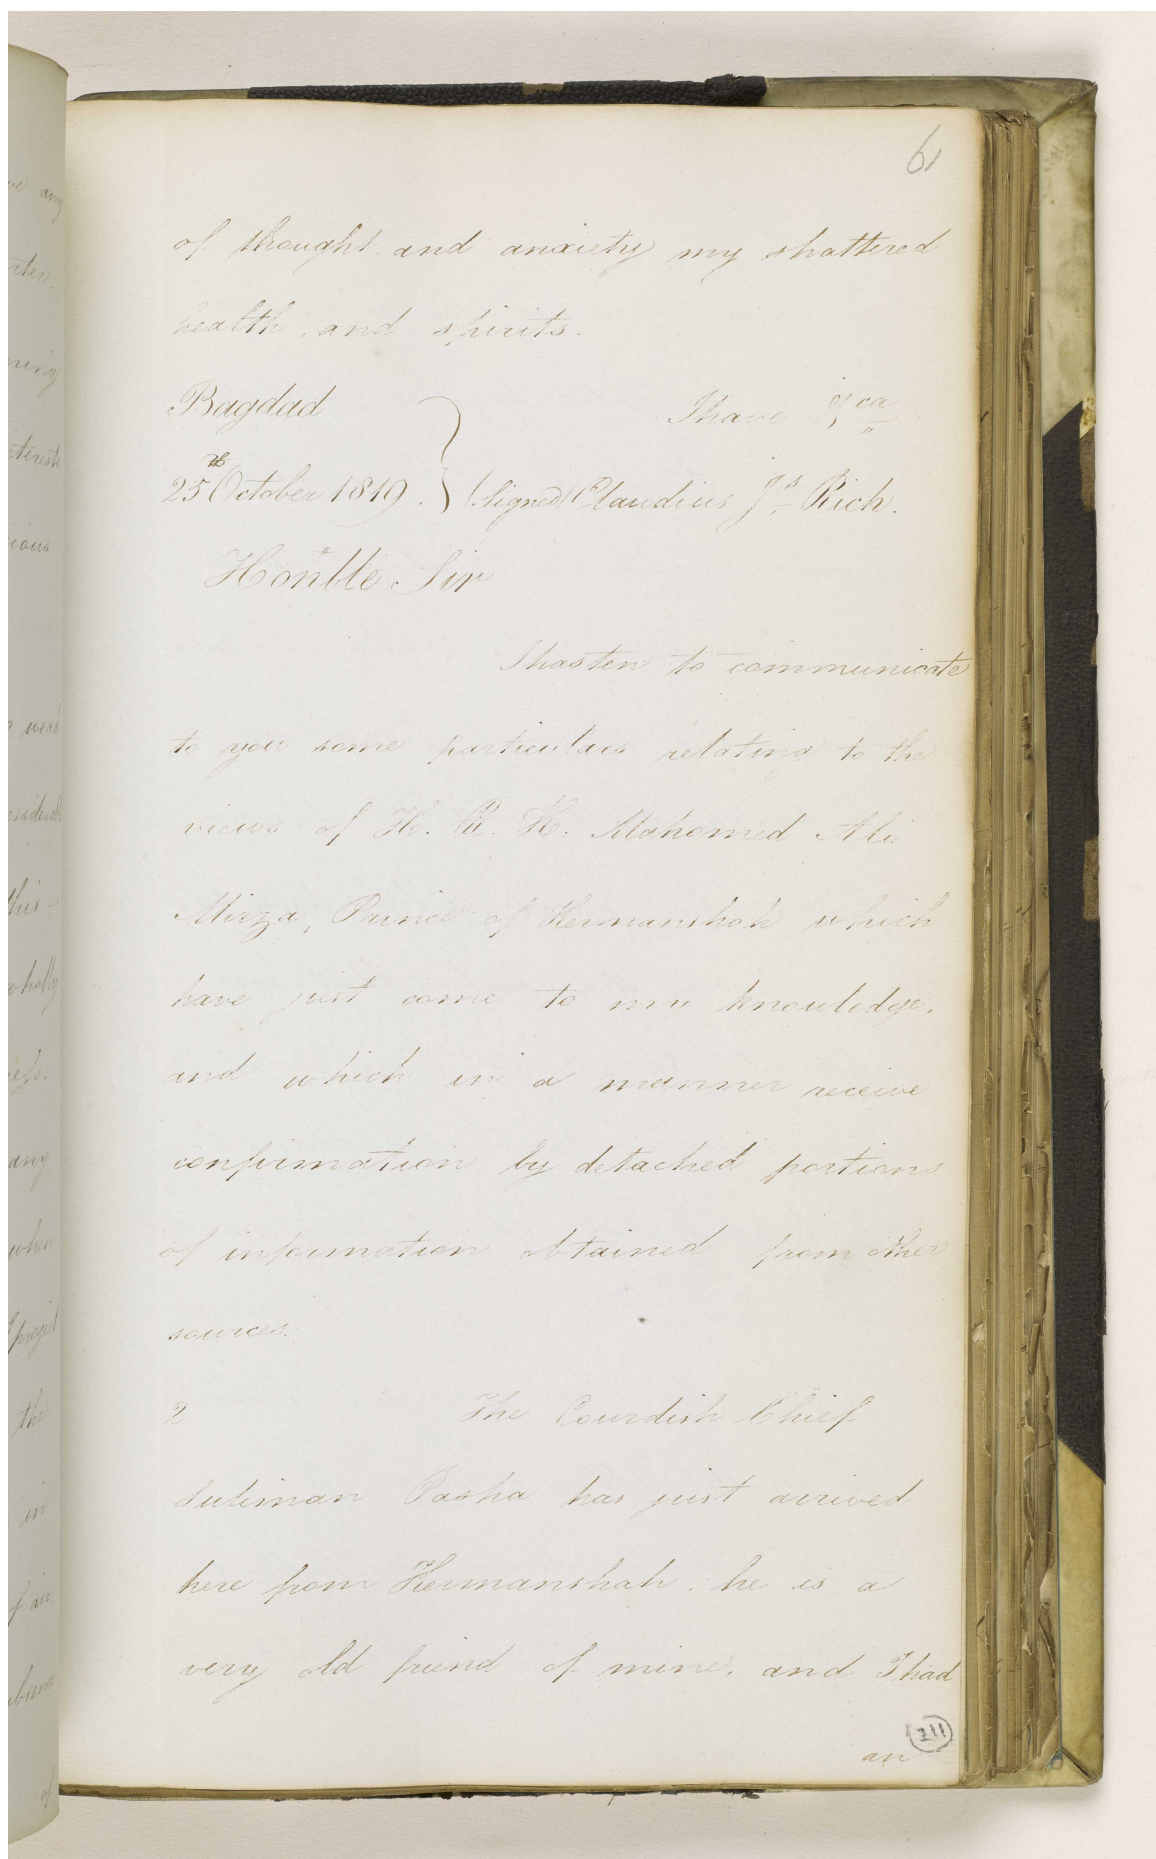 61
of thought and anxiety my shattered
health, and spirits.
Bagdad
I have &ca
25th October 1819. (Signed) Claudius Js Rich.
Honble Sir
I hasten to communicate
to you some particulars relating to the
views of H. R. H. Mahomed Ali
Mirza, Prince of Kermanshah which
have just come to my knowledge,
and which in a manner receive
confirmation by detached portions
of information obtained from other
sources.
2 The Courdish Chief
Suliman Pasha has just arrived
here from Kermanshah. he is a
very old friend of mine, and I had
an
211